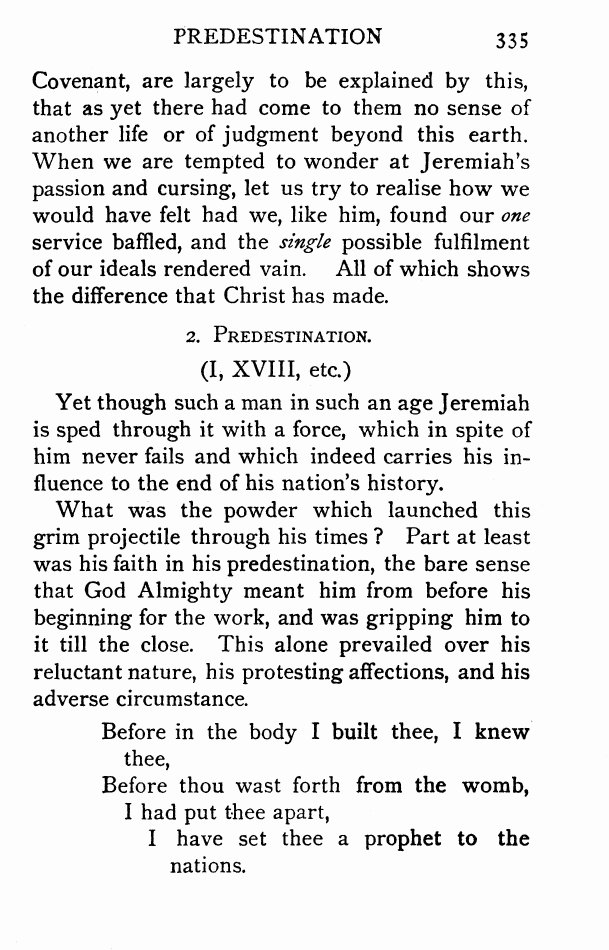 PREDESTINATION 335
Covenant, are largely to be explained by this,
that as yet there had come to them no sense of
another life or of judgment beyond this earth.
When we are tempted to wonder at Jeremiah's
passion and cursing, let us try to realise how we
would have felt had we, like him, found our one
service baffled, and the single possible fulfilment
of our ideals rendered vain. All of which shows
the difference that Christ has made.
2. PREDESTINATION.
(I, XVIII, etc.)
Yet though such a man in such an age Jeremiah
is sped through it with a force, which in spite of
him never fails and which indeed carries his in-
fluence to the end of his nation's history.
What was the powder which launched this
grim projectile through his times? Part at least
was his faith in his predestination, the bare sense
that God Almighty meant him from before his
beginning for the work, and was gripping him to
it till the close. This alone prevailed over his
reluctant nature, his protesting affections, and his
adverse circumstance.
Before in the body I built thee, I knew
thee,
Before thou wast forth from the womb,
I had put thee apart,
I have set thee a prophet to the
nations.